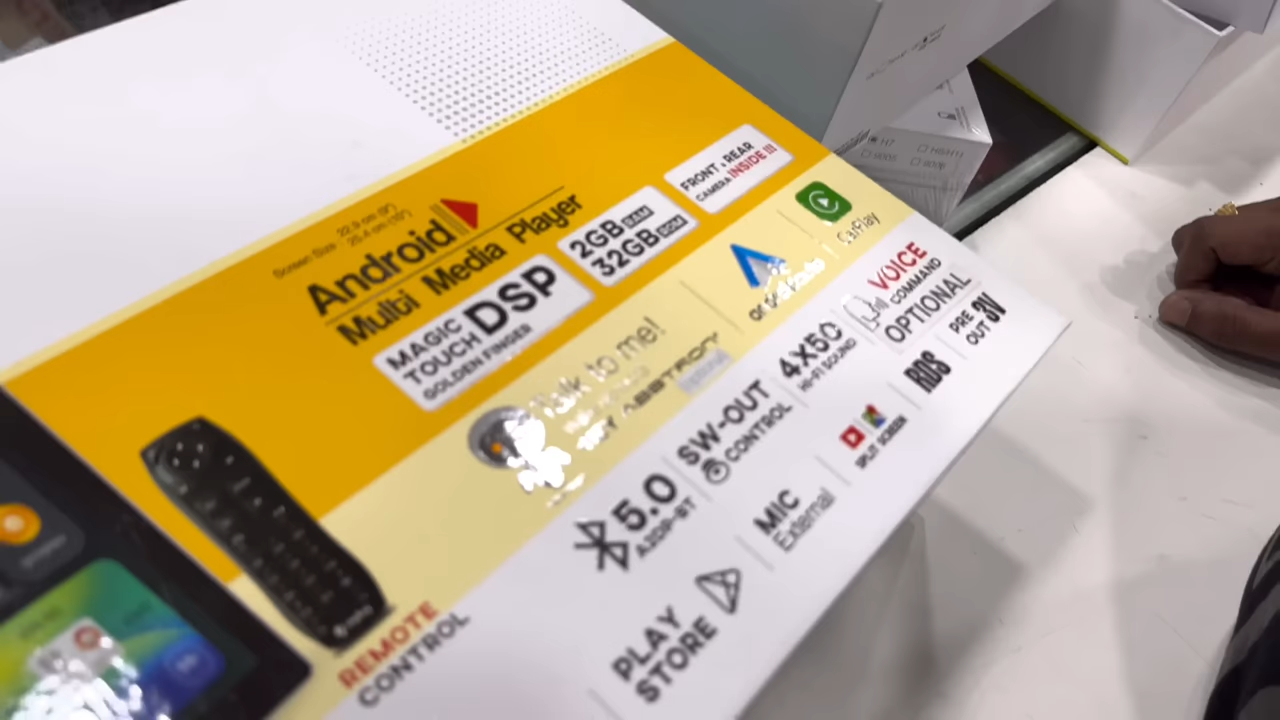 Screen Size 22.9 cm (9")
25.4 cm (10")
Android
Multi Media Player
MAGIC
TOUCH DSP
GOLDEN FINGER
2GB RAM
32GB ROM
FRONT & REAR
CAMERA INSIDE !!!
Talk to me!
CarPlay
VOICE
COMMAND
OPTIONAL
4X50
HI-FI SOUND
SW-OUT
CONTROL
5.0
A2DP-BT
PRE
OUT 3V
RDS
SPLIT SCREEN
MIC
External
PLAY
STORE
REMOTE
CONTROL
H7